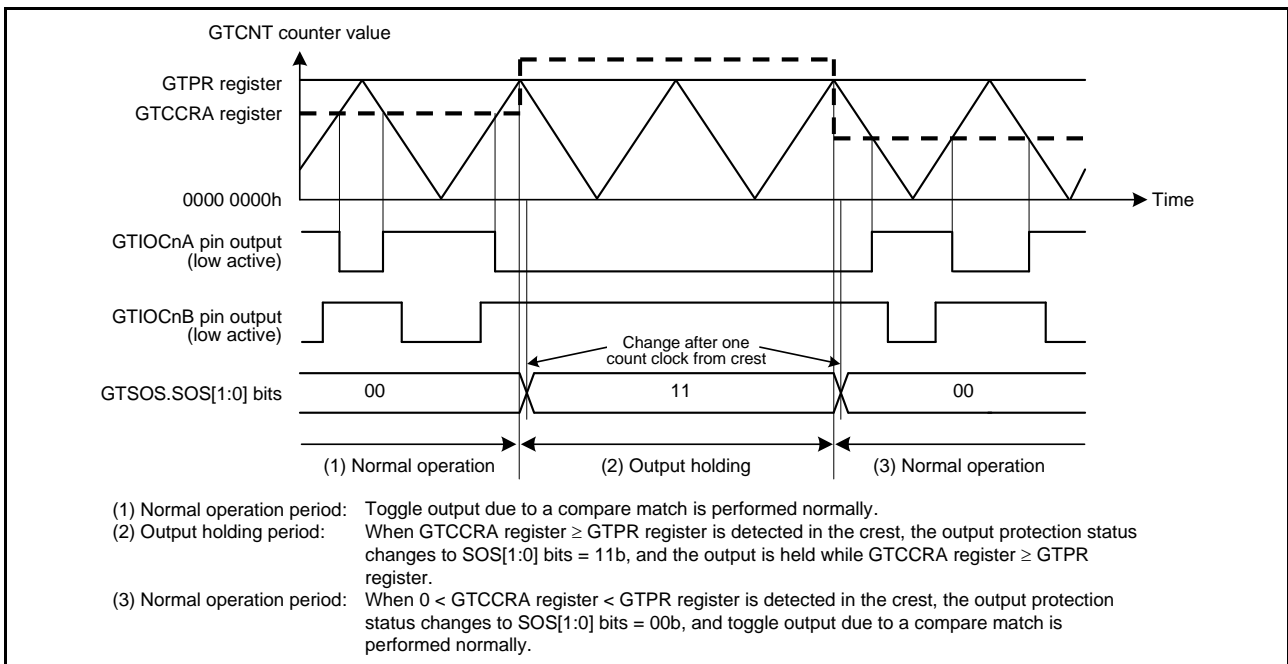 GTCNT counter value
GTPR register
GTCCRA register
0000 0000h
Time
GTIOCnA pin output
(low active)
GTIOCnB pin output
(low active)
Change after one
count clock from crest
GTSOS.SOS[1:0] bits
00
11
00
(1) Normal operation
(2) Output holding
(3) Normal operation
(1) Normal operation period: Toggle output due to a compare match is performed normally.
(2) Output holding period: When GTCCRA register ≥ GTPR register is detected in the crest, the output protection status
changes to SOS[1:0] bits = 11b, and the output is held while GTCCRA register ≥ GTPR
register.
(3) Normal operation period: When 0 < GTCCRA register < GTPR register is detected in the crest, the output protection
status changes to SOS[1:0] bits = 00b, and toggle output due to a compare match is
performed normally.